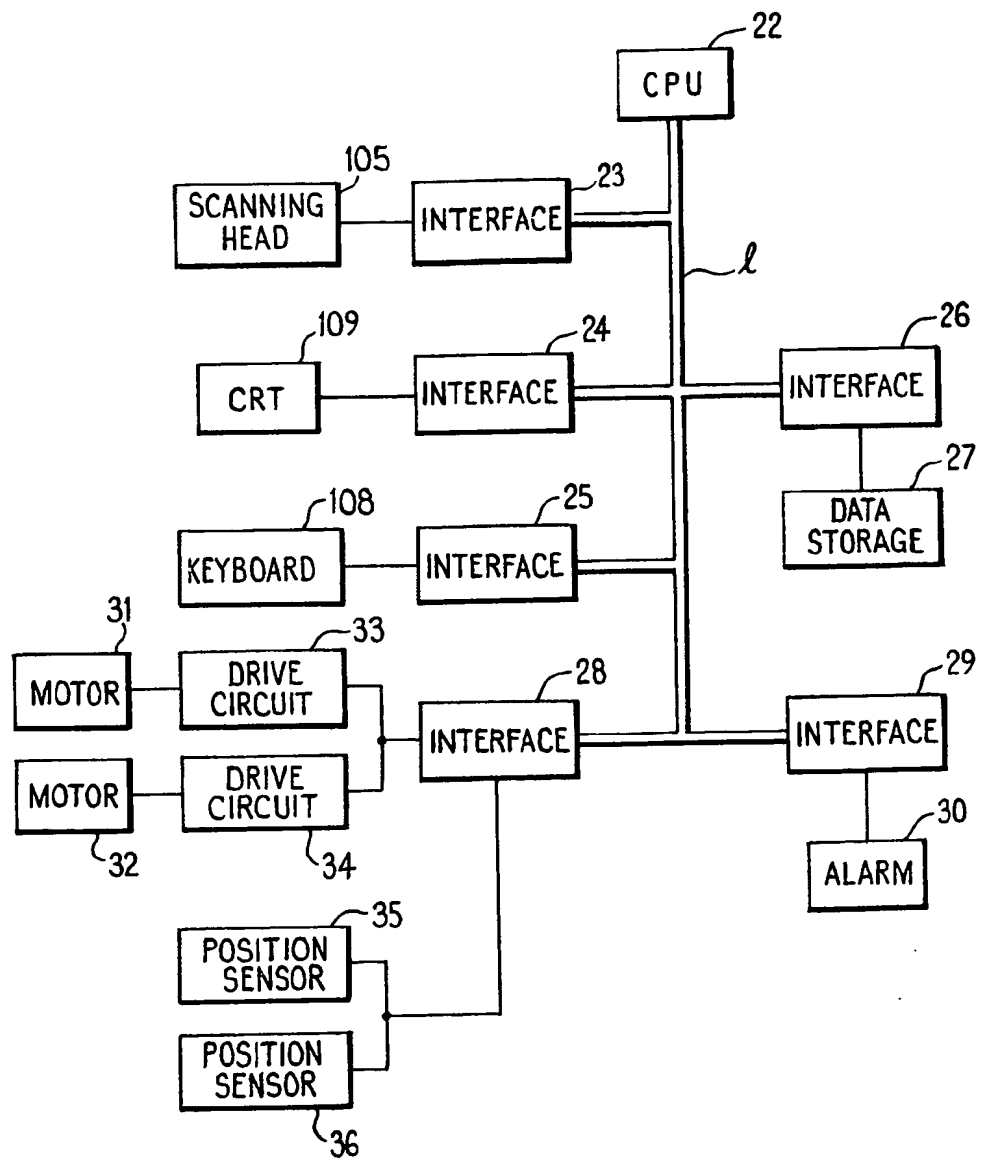 22
CPU
105
SCANNING
HEAD
23
INTERFACE
l
109
CRT
24
INTERFACE
26
INTERFACE
27
DATA
STORAGE
108
KEYBOARD
25
INTERFACE
31
MOTOR
33
DRIVE
CIRCUIT
28
INTERFACE
29
INTERFACE
MOTOR
32
DRIVE
CIRCUIT
34
30
ALARM
35
POSITION
SENSOR
POSITION
SENSOR
36